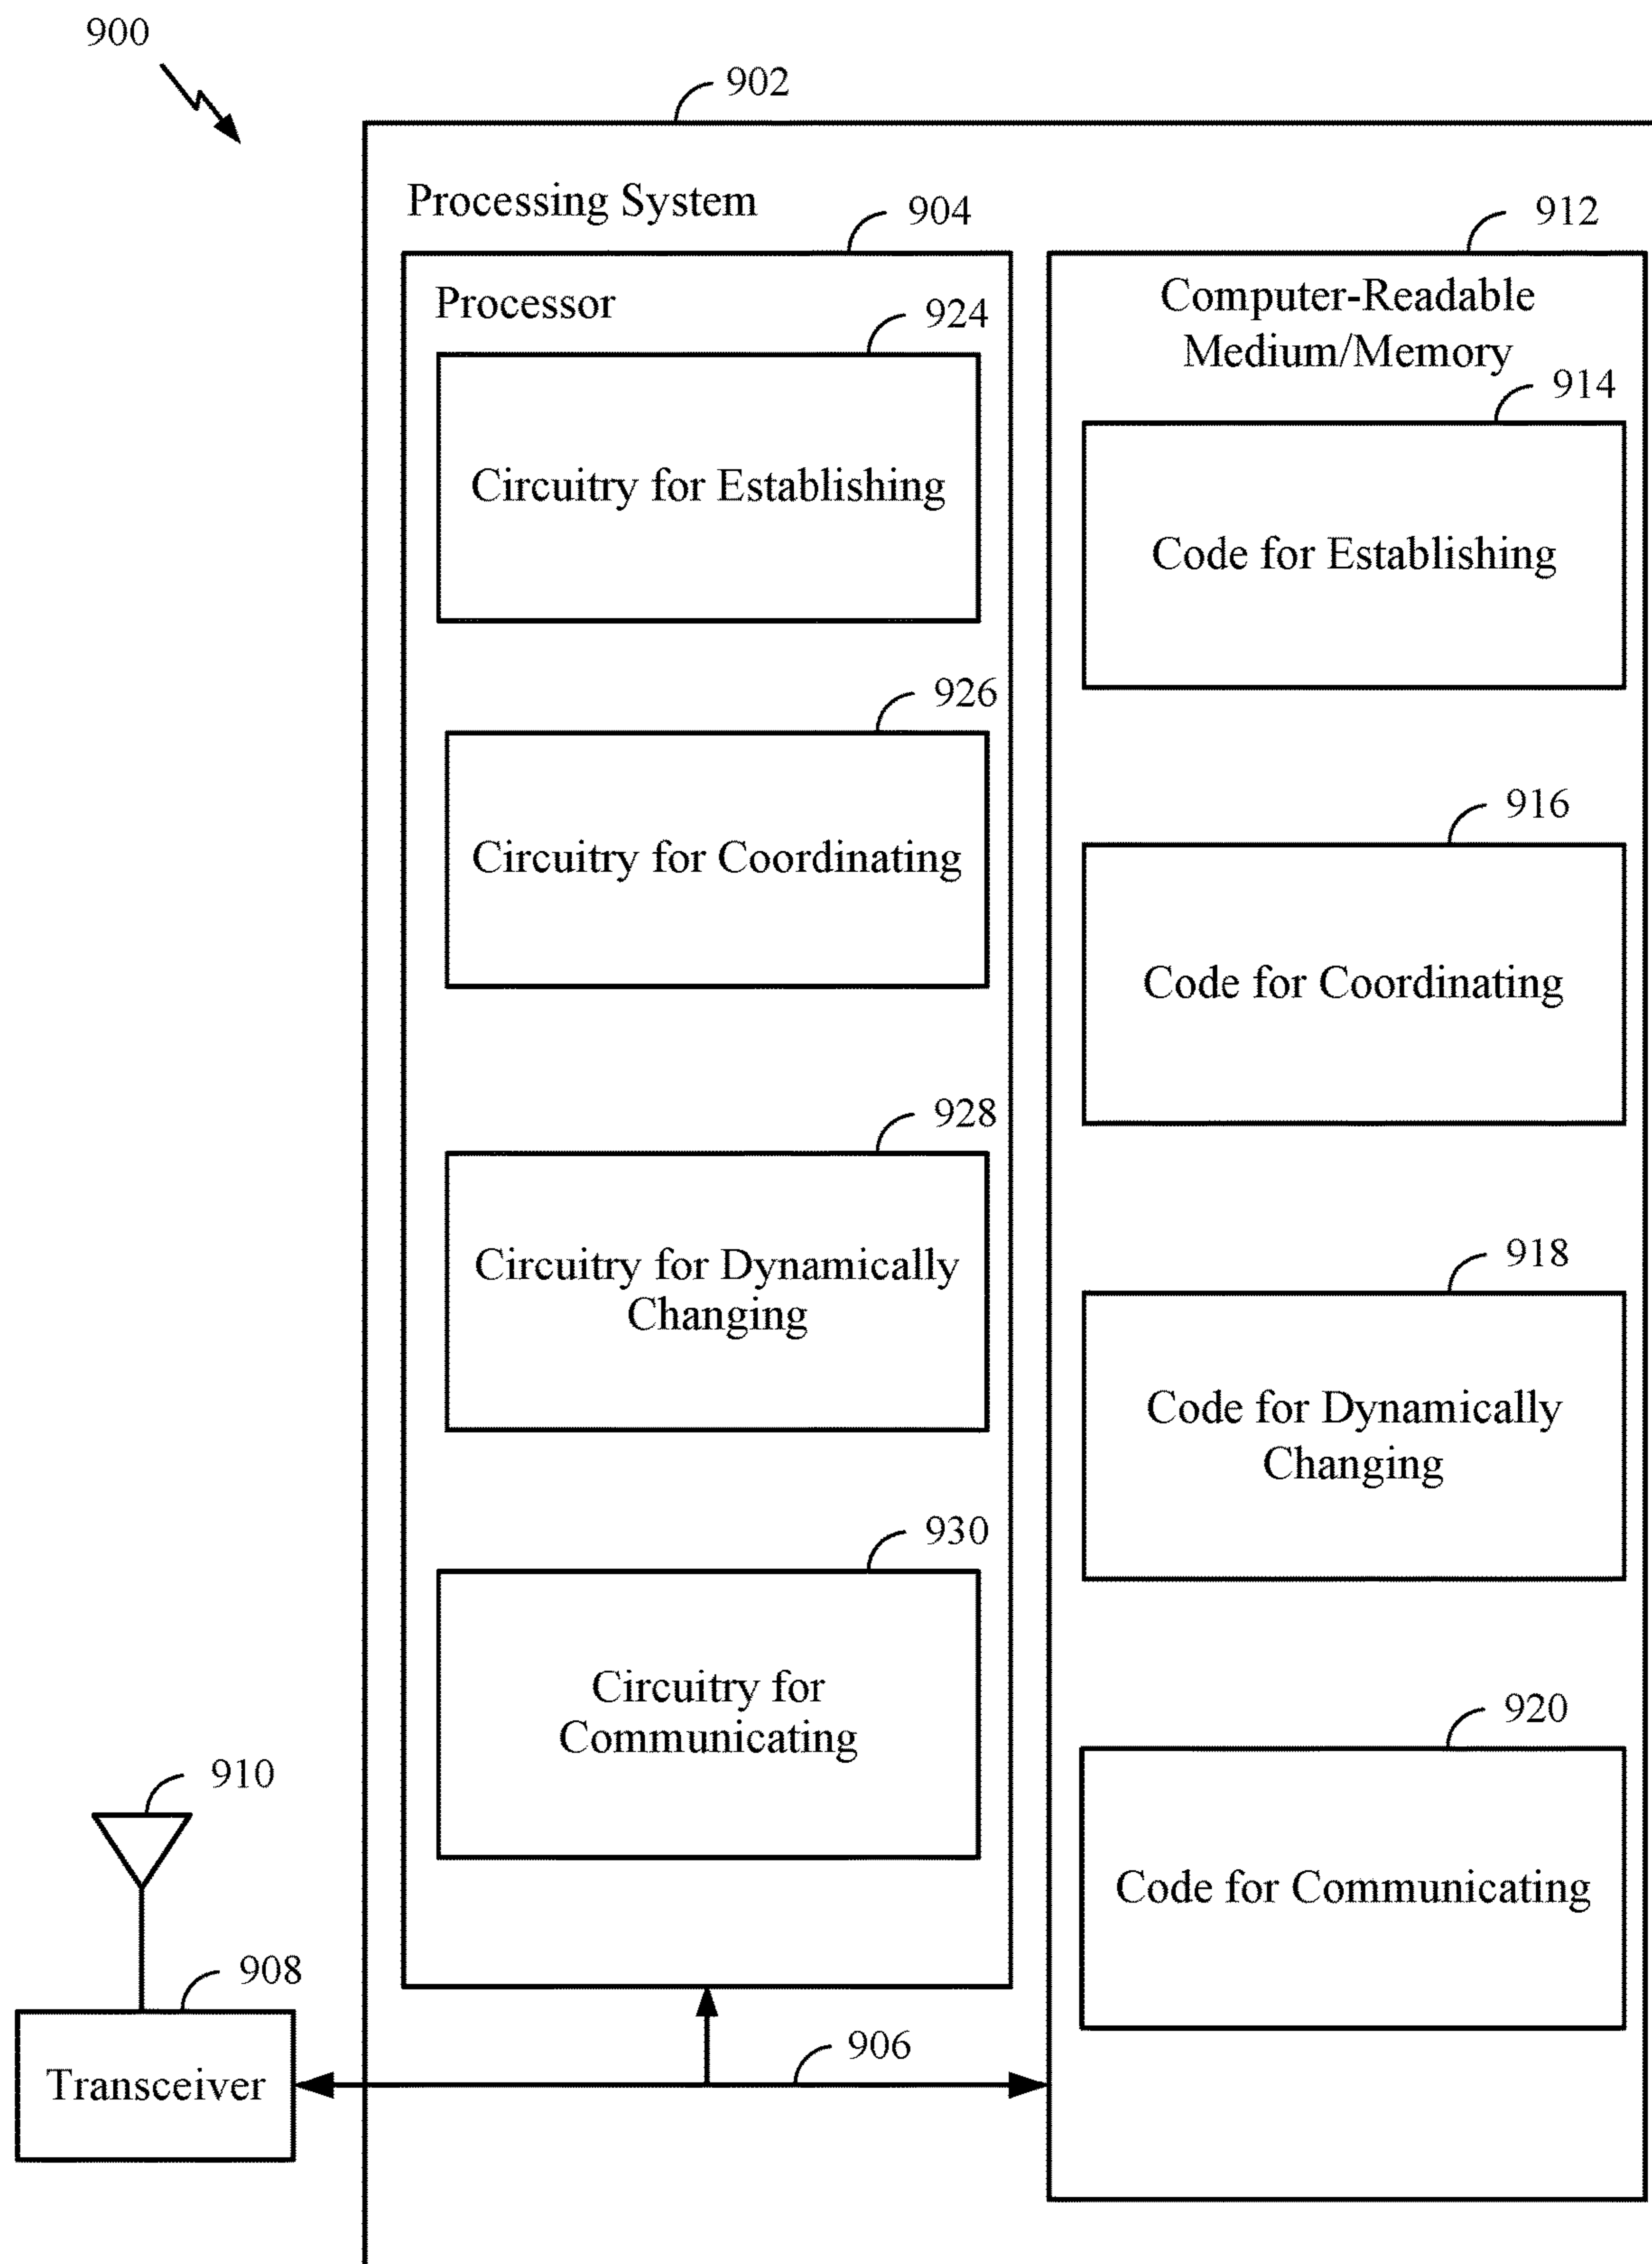 900
902
Processing System
904
912
Processor
924
Computer-Readable
Medium/Memory
914
Circuitry for Establishing
Code for Establishing
926
916
Circuitry for Coordinating
Code for Coordinating
928
918
Circuitry for Dynamically
Changing
Code for Dynamically
Changing
930
920
Circuitry for
Communicating
910
Code for Communicating
908
906
Transceiver